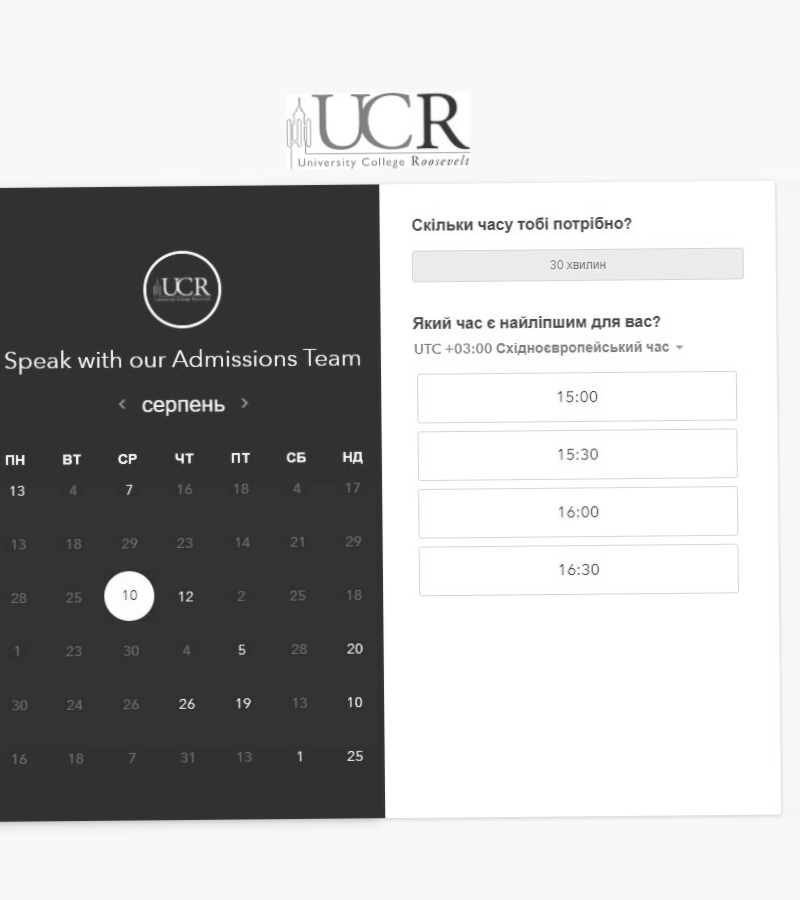 UCR
University College Roosevelt
UCR
Speak with our Admissions Team
< серпень >
ПН ВТ СР ЧТ ПТ СБ НД
13 4 7 16 18 4 17
13 18 29 23 14 21 29
28 25 10 12 2 25 18
1 23 30 4 5 28 20
30 24 26 26 19 13 10
16 18 7 31 13 1 25
Скільки часу тобі потрібно?
30 хвилин
Який час є найліпшим для вас?
UTC +03:00 Східноєвропейський час
15:00
15:30
16:00
16:30